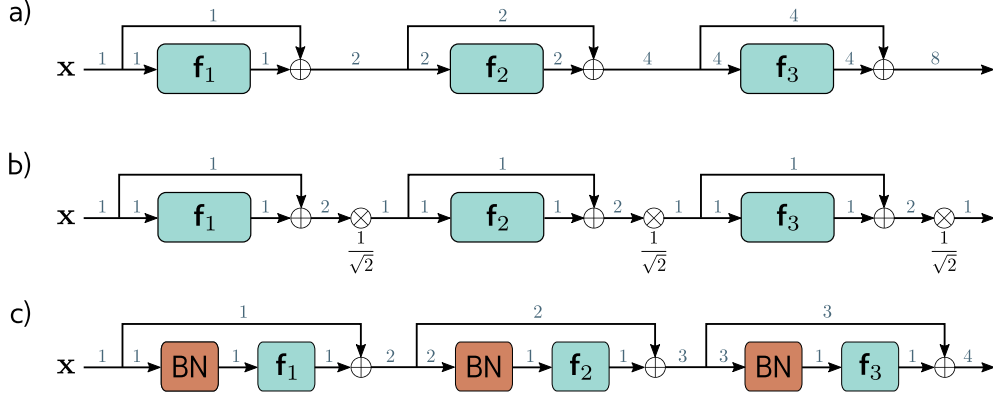 a)
1 2 4
x 1 1 f₁ 1 2 2 f₂ 2 4 4 f₃ 4 8
b)
1 1 1
x 1 1 f₁ 1 2 1 1 f₂ 1 2 1 1 f₃ 1 2 1
1/√2 1/√2 1/√2
c)
1 2 3
x 1 1 BN 1 f₁ 1 2 2 BN 1 f₂ 1 3 3 BN 1 f₃ 1 4